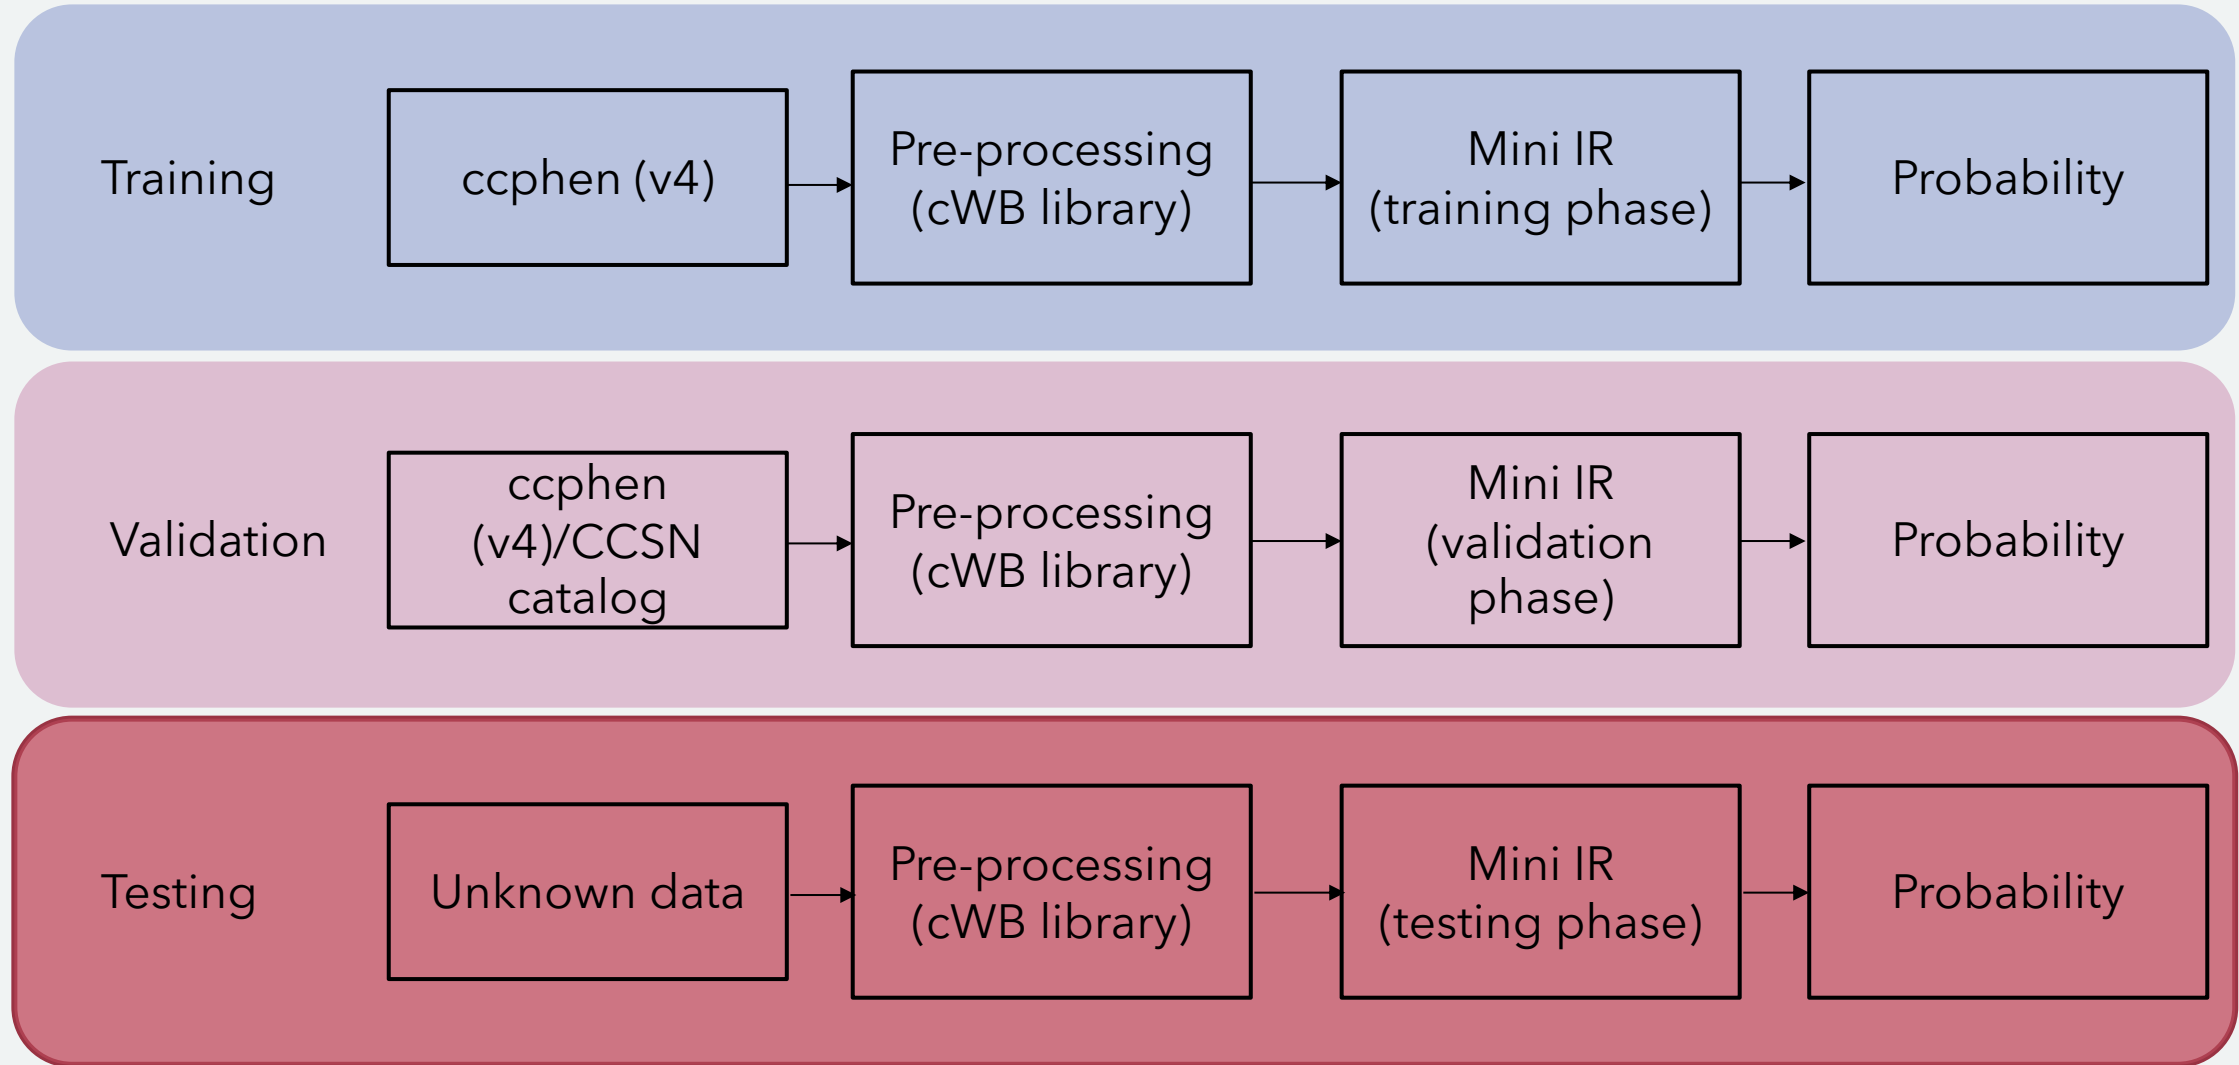 Training
ccphen (v4)
Pre-processing
(cWB library)
Mini IR
(training phase)
Probability
Validation
ccphen
(v4)/CCSN
catalog
Pre-processing
(cWB library)
Mini IR
(validation
phase)
Probability
Testing
Unknown data
Pre-processing
(cWB library)
Mini IR
(testing phase)
Probability